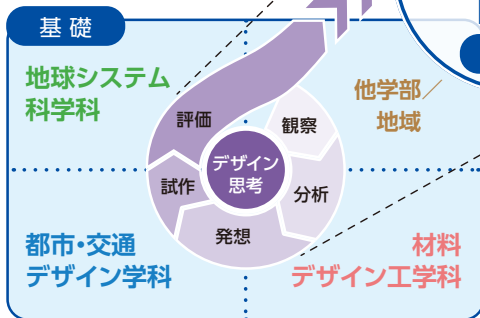 基礎
地球システム
科学科
他学部／
地域
評価
観察
デザイン
思考
試作
分析
発想
都市・交通
デザイン学科
材料
デザイン工学科